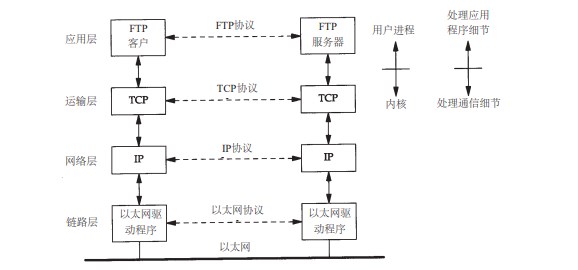 FTP协议
应用层
FTP
客户
FTP
服务器
用户进程
处理应用
程序细节
TCP协议
运输层
TCP
TCP
内核
处理通信细节
IP协议
网络层
IP
IP
以太网协议
链路层
以太网驱
动程序
以太网驱
动程序
以太网